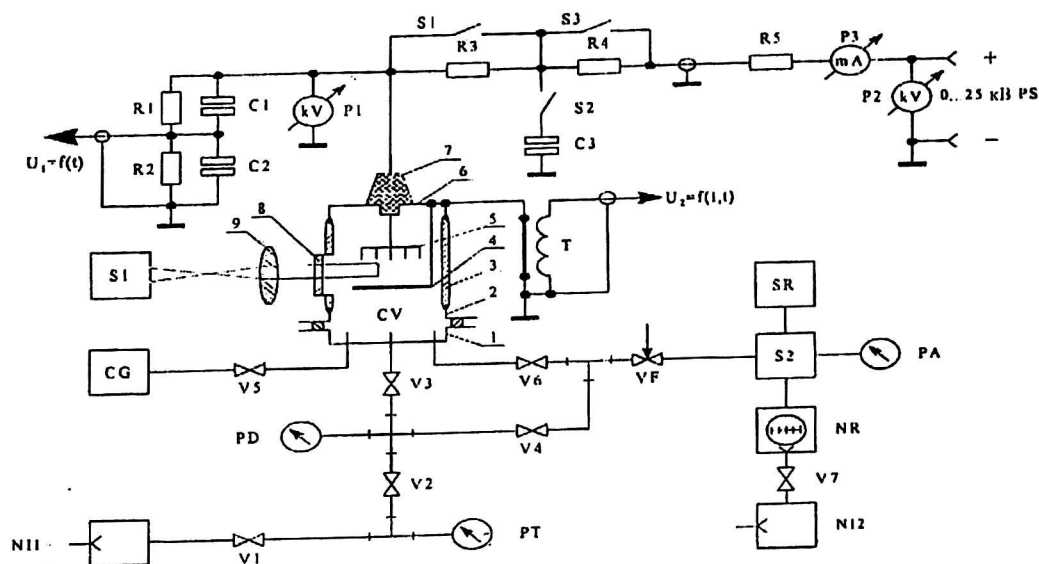 S1
S3
P3
R3
R4
R5
mA
+
R1
C1
kV
P1
S2
P2
kV
0...25 кВ PS
R2
C2
C3
−
U₁=f(t)
7
6
U₂=f(I,t)
8
5
9
4
T
S1
3
SR
2
CV
1
S2
PA
CG
V5
V3
V6
VF
PD
V4
NR
V2
V7
NI1
V1
PT
NI2